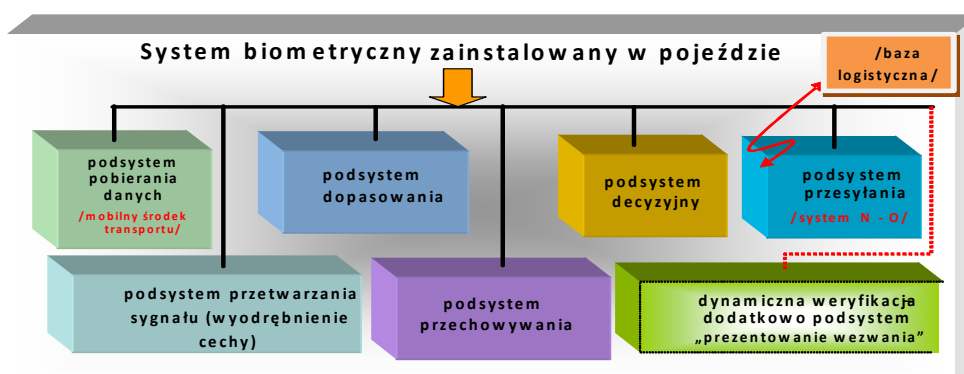 System biometryczny zainstalowany w pojeździe
/baza
logistyczna/
podsystem
pobierania
danych
/mobilny środek
transportu/
podsystem
dopasowania
podsystem
decyzyjny
podsystem
przesyłania
/system N - O/
podsystem przetwarzania
sygnału (wyodrębnienie
cechy)
podsystem
przechowywania
dynamiczna weryfikacja-
dodatkowo podsystem
„prezentowanie wezwania”